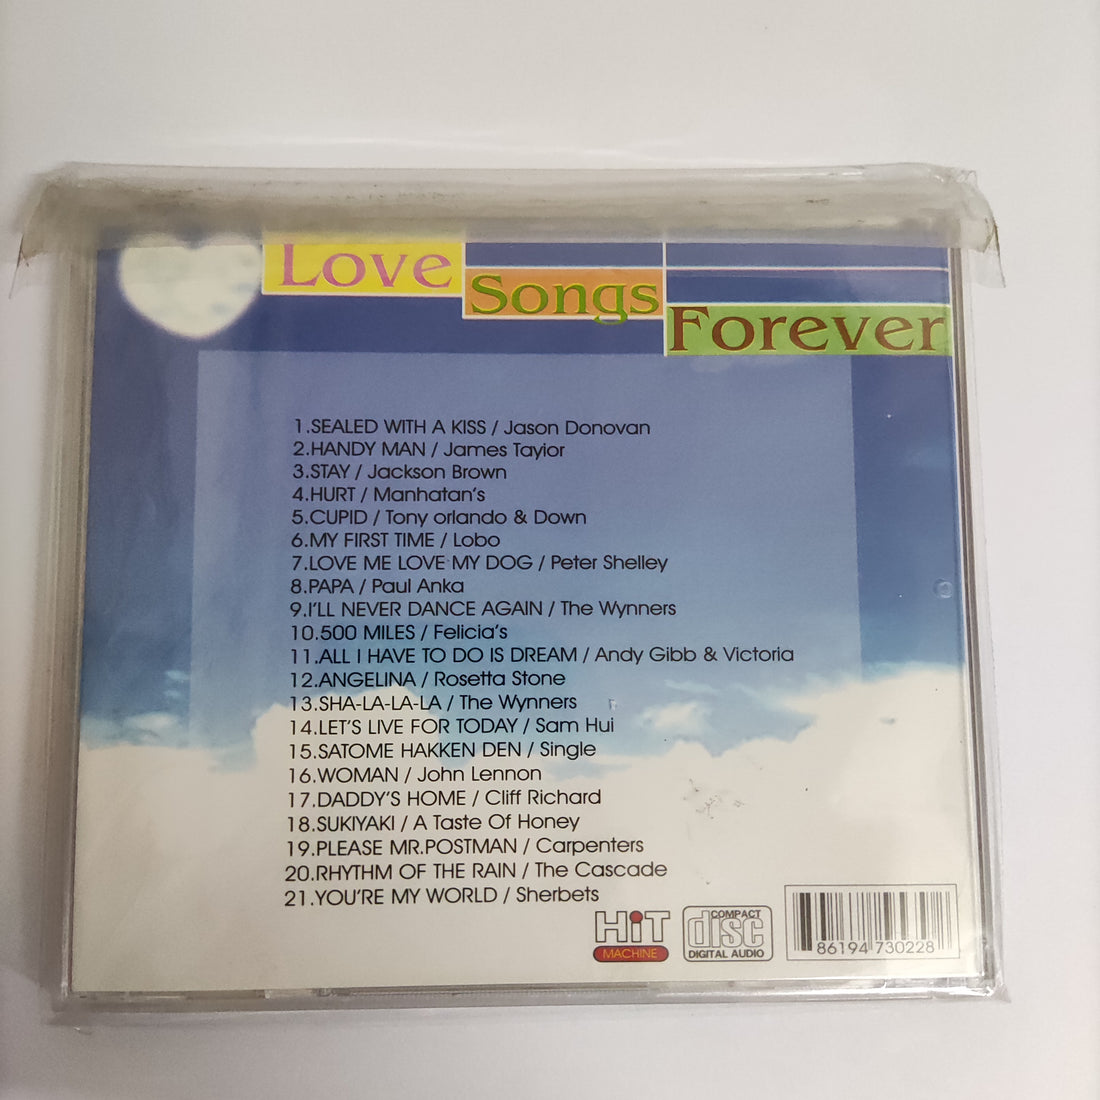 Love
Songs
Forever
1.SEALED WITH A KISS / Jason Donovan
2.HANDY MAN / James Tayior
3.STAY / Jackson Brown
4.HURT / Manhatan's
5.CUPID / Tony orlando & Down
6.MY FIRST TIME / Lobo
7.LOVE ME LOVE MY DOG / Peter Shelley
8.PAPA / Paul Anka
9.I'LL NEVER DANCE AGAIN / The Wynners
10.500 MILES / Felicia's
11.ALL I HAVE TO DO IS DREAM / Andy Gibb & Victoria
12.ANGELINA / Rosetta Stone
13.SHA-LA-LA-LA / The Wynners
14.LET'S LIVE FOR TODAY / Sam Hui
15.SATOME HAKKEN DEN / Single
16.WOMAN / John Lennon
17.DADDY'S HOME / Cliff Richard
18.SUKIYAKI / A Taste Of Honey
19.PLEASE MR.POSTMAN / Carpenters
20.RHYTHM OF THE RAIN / The Cascade
21.YOU'RE MY WORLD / Sherbets
HiT
MACHINE
COMPACT
disc
DIGITAL AUDIO
86194 730228